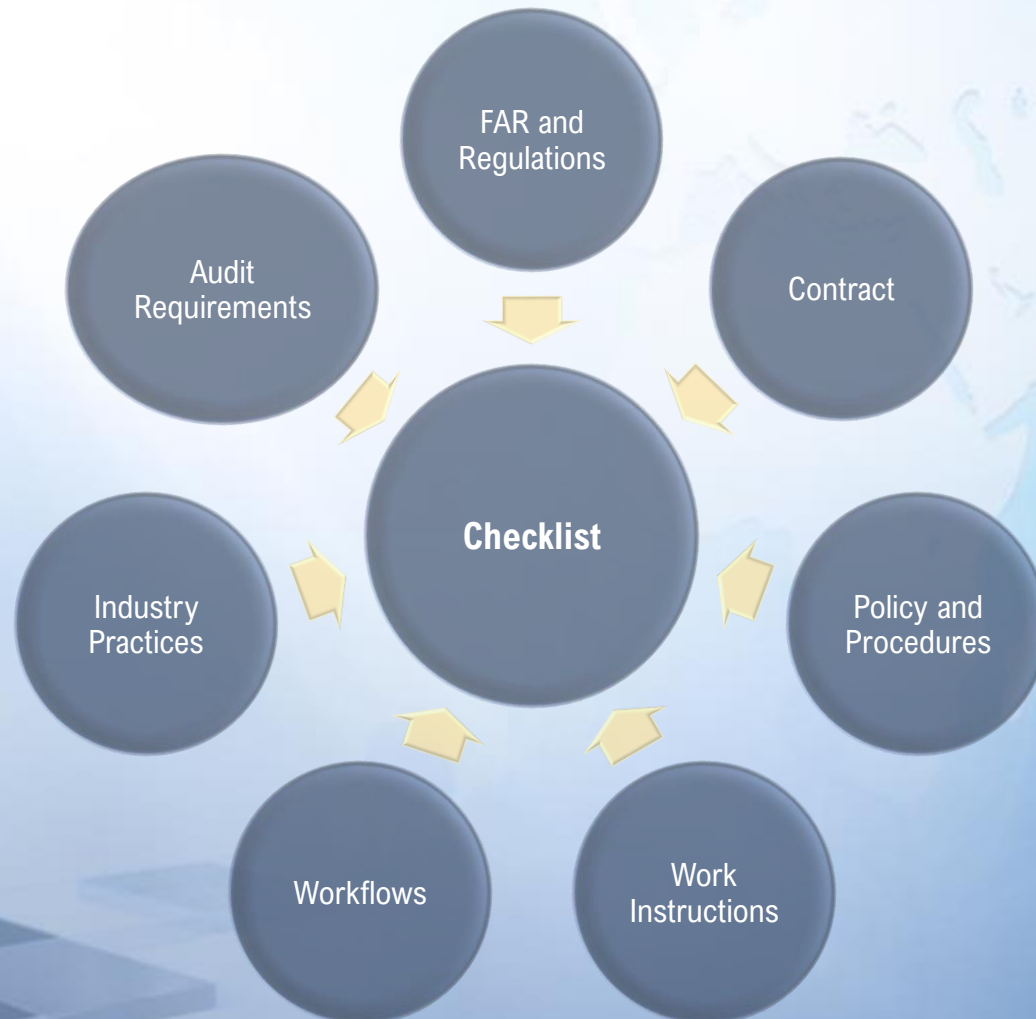 FAR and
Regulations
Audit
Requirements
Contract
Checklist
Industry
Practices
Policy and
Procedures
Workflows
Work
Instructions